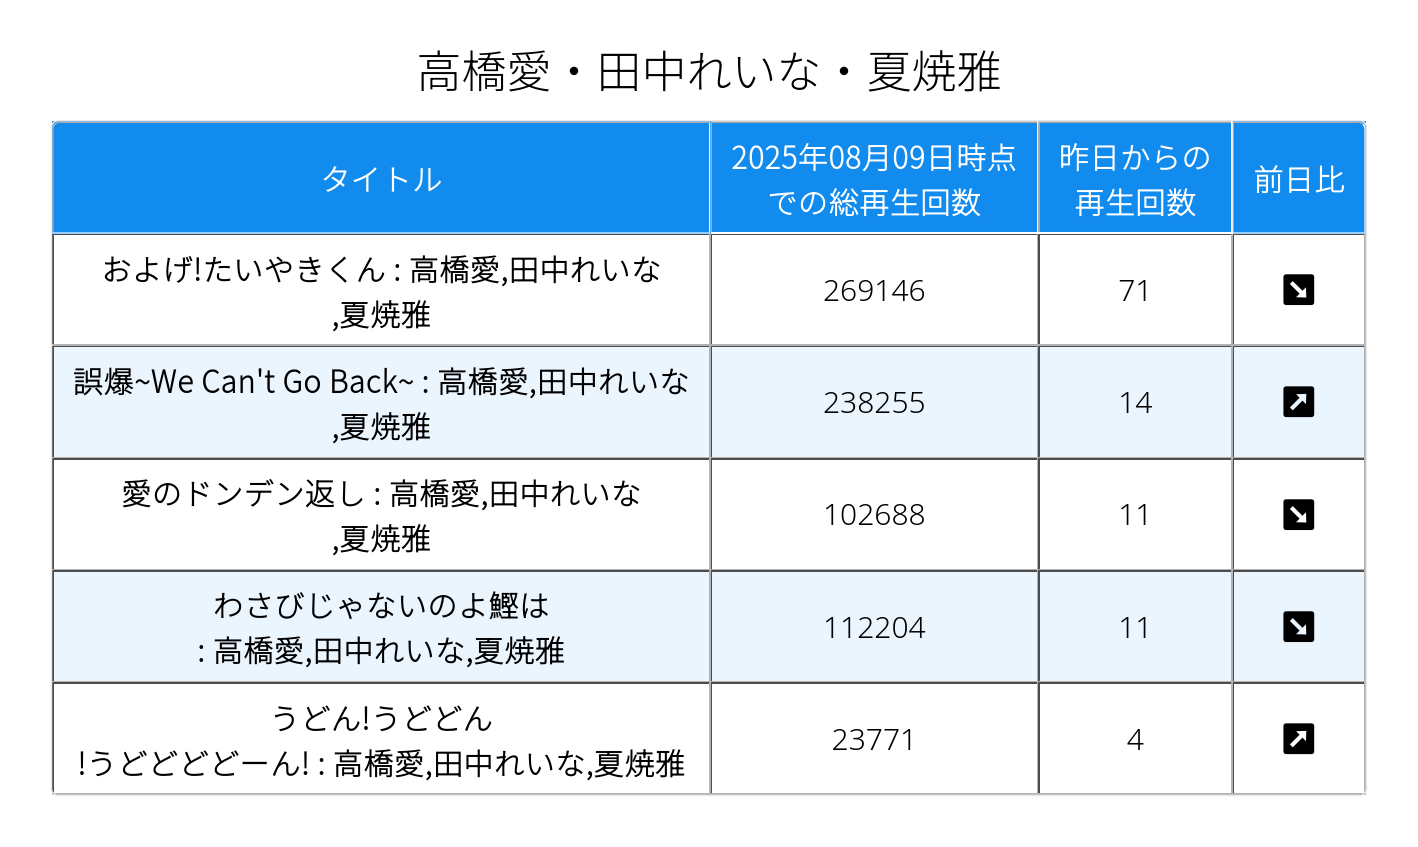 高橋愛・田中れいな・夏焼雅
タイトル
2025年08月09日時点
での総再生回数
昨日からの
再生回数
前日比
およげ!たいやきくん : 高橋愛,田中れいな
,夏焼雅
269146
71
誤爆~We Can't Go Back~ : 高橋愛,田中れいな
,夏焼雅
238255
14
愛のドンデン返し : 高橋愛,田中れいな
,夏焼雅
102688
11
わさびじゃないのよ鰹は
: 高橋愛,田中れいな,夏焼雅
112204
11
うどん!うどどん
!うどどどどーん! : 高橋愛,田中れいな,夏焼雅
23771
4